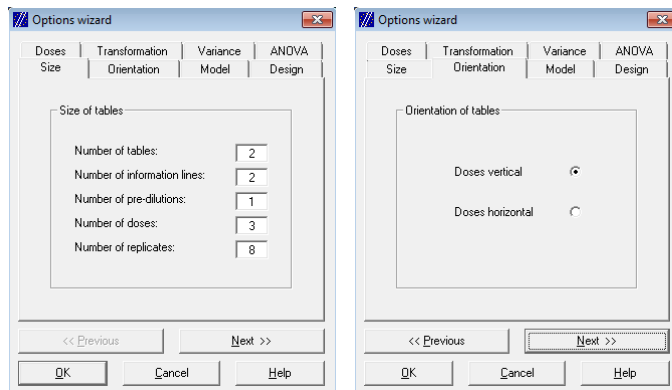 Options wizard
Doses Transformation Variance ANOVA
Size Orientation Model Design
Size of tables
Number of tables: 2
Number of information lines: 2
Number of pre-dilutions: 1
Number of doses: 3
Number of replicates: 8
<< Previous Next >>
OK Cancel Help
Options wizard
Doses Transformation Variance ANOVA
Size Orientation Model Design
Orientation of tables
Doses vertical
Doses horizontal
<< Previous Next >>
OK Cancel Help